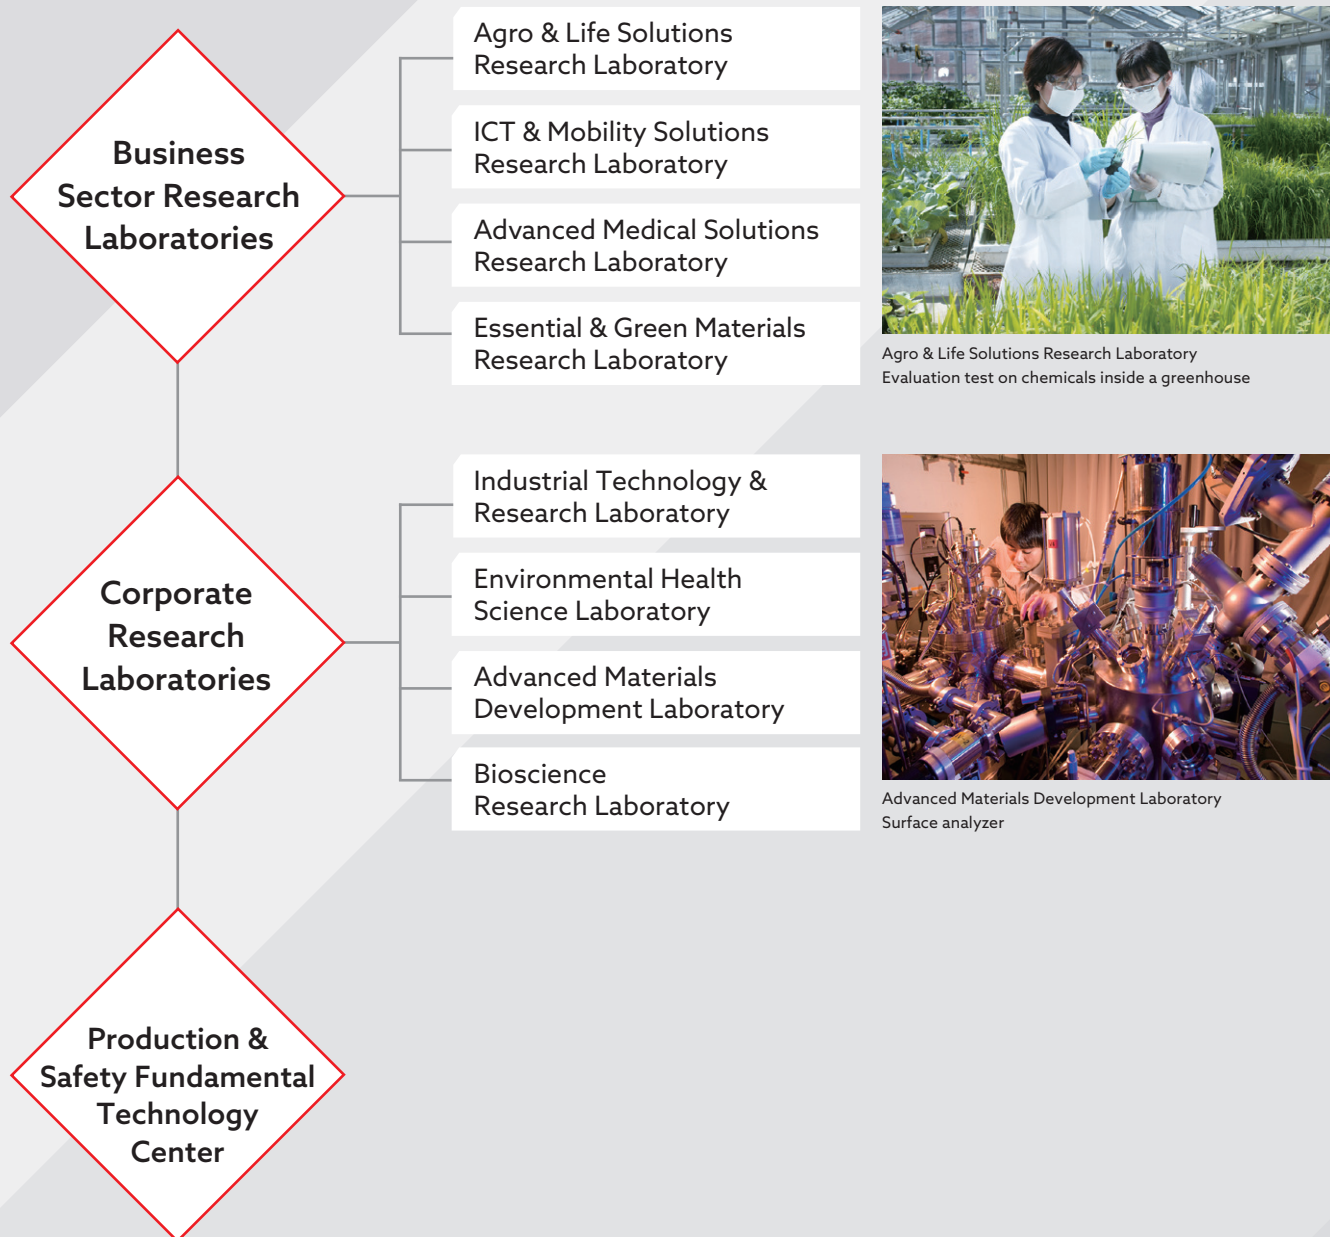 Business
Sector Research
Laboratories
Agro & Life Solutions
Research Laboratory
ICT & Mobility Solutions
Research Laboratory
Advanced Medical Solutions
Research Laboratory
Essential & Green Materials
Research Laboratory
Agro & Life Solutions Research Laboratory
Evaluation test on chemicals inside a greenhouse
Corporate
Research
Laboratories
Industrial Technology &
Research Laboratory
Environmental Health
Science Laboratory
Advanced Materials
Development Laboratory
Bioscience
Research Laboratory
Advanced Materials Development Laboratory
Surface analyzer
Production &
Safety Fundamental
Technology
Center